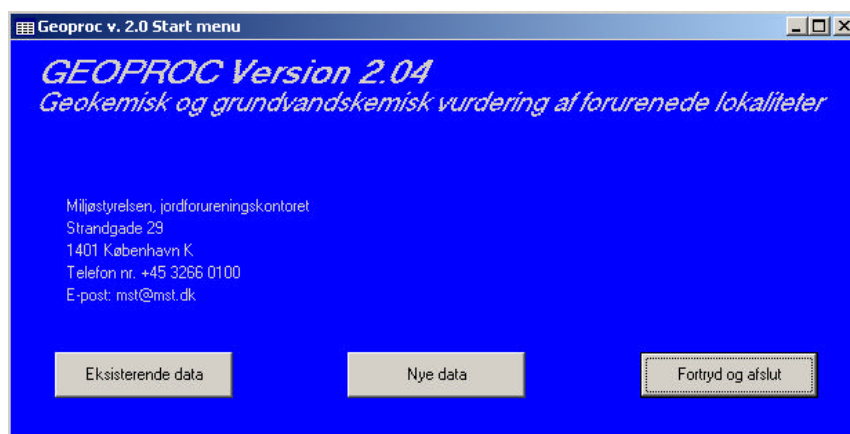 Geoproc v. 2.0 Start menu
GEOPROC Version 2.04
Geokemisk og grundvandskemisk vurdering af forurenede lokaliteter
Miljøstyrelsen, jordforureningskontoret
Strandgade 29
1401 København K
Telefon nr. +45 3266 0100
E-post: mst@mst.dk
Eksisterende data
Nye data
Fortryd og afslut